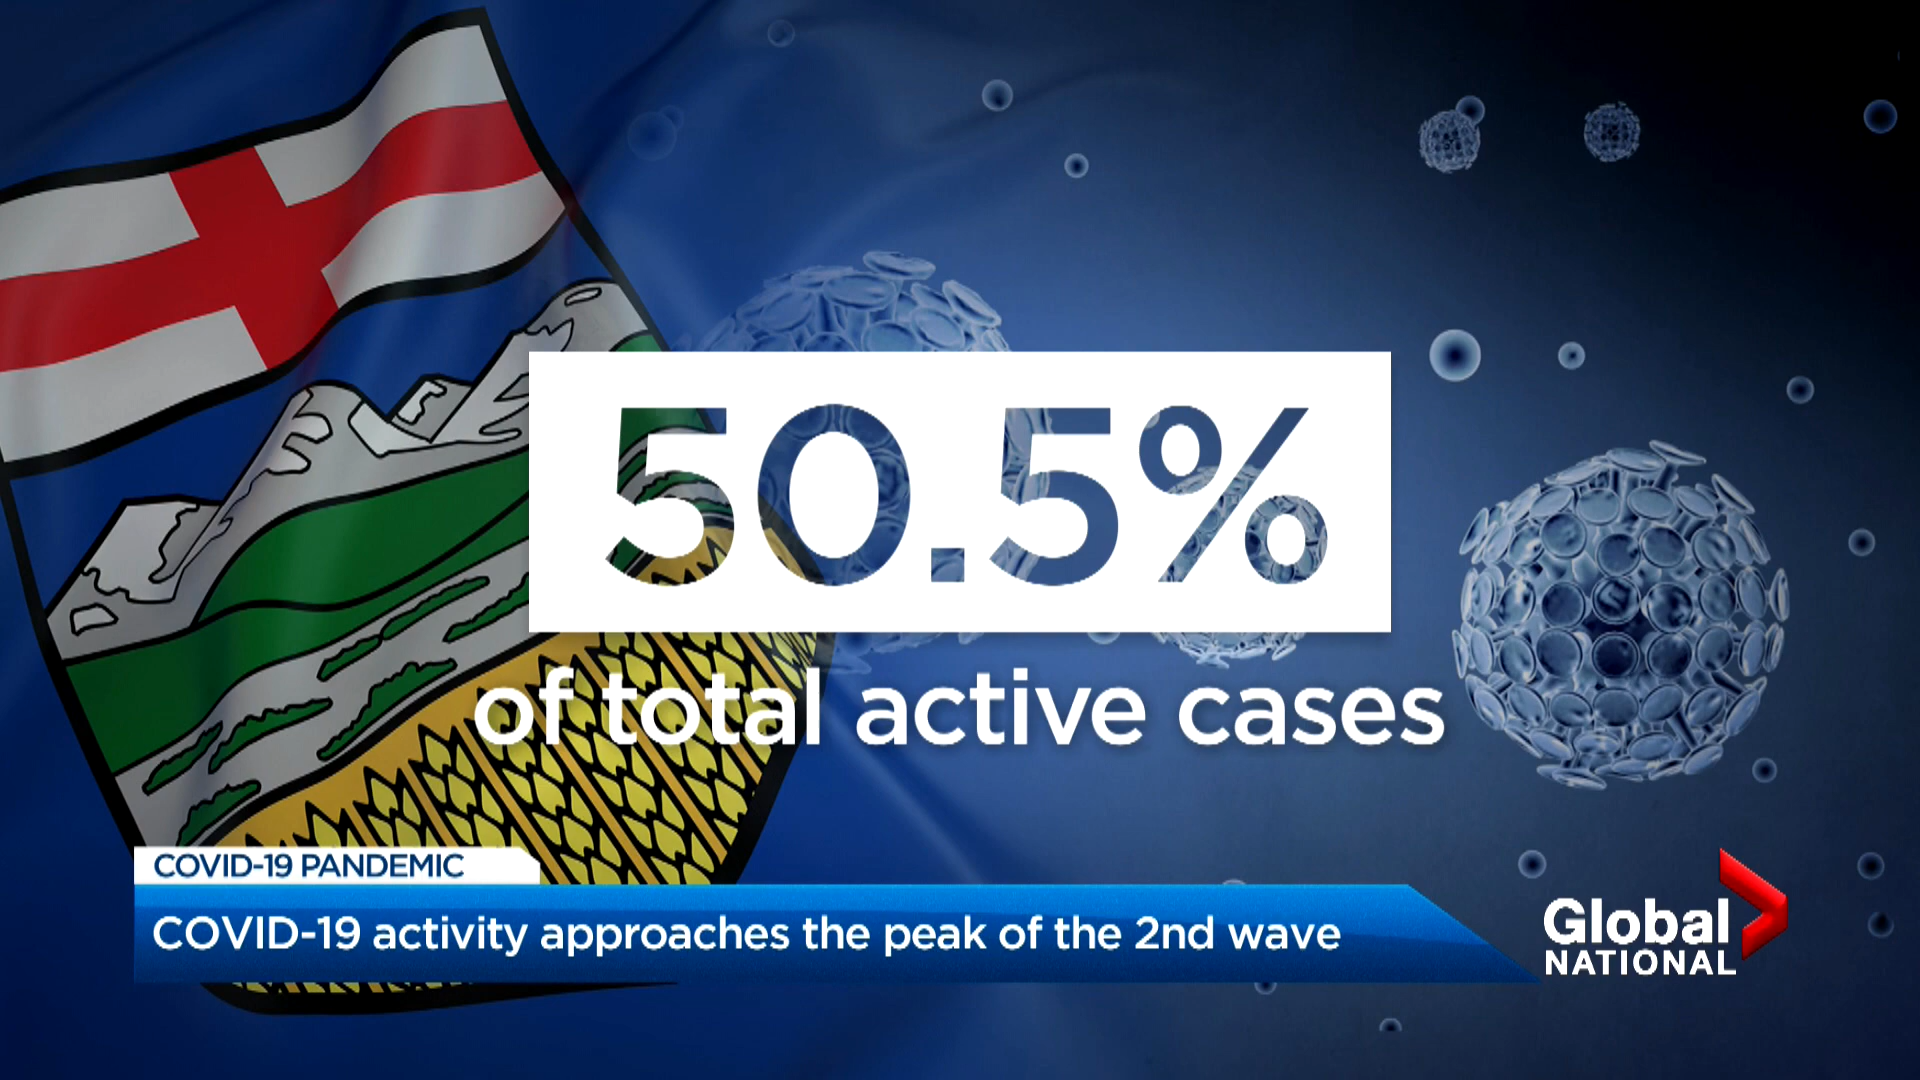 50.5%
of total active cases
COVID-19 PANDEMIC
COVID-19 activity approaches the peak of the 2nd wave
Global
NATIONAL